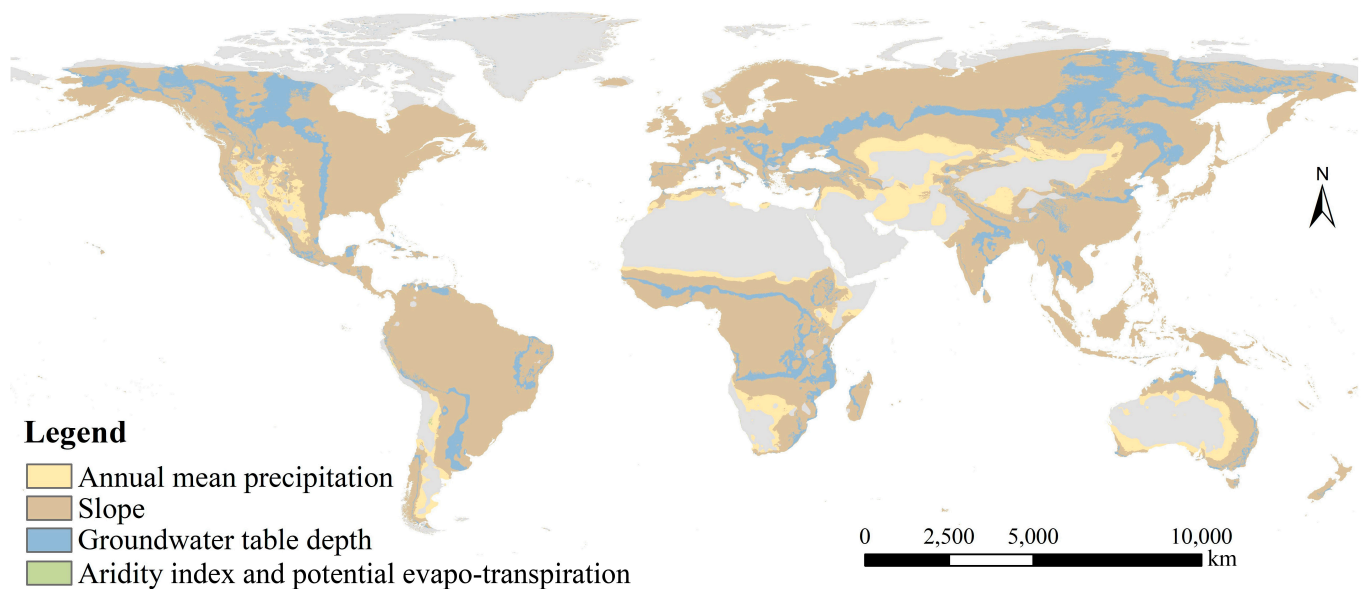 N
Legend
Annual mean precipitation
Slope
Groundwater table depth
Aridity index and potential evapo-transpiration
0 2,500 5,000 10,000
km